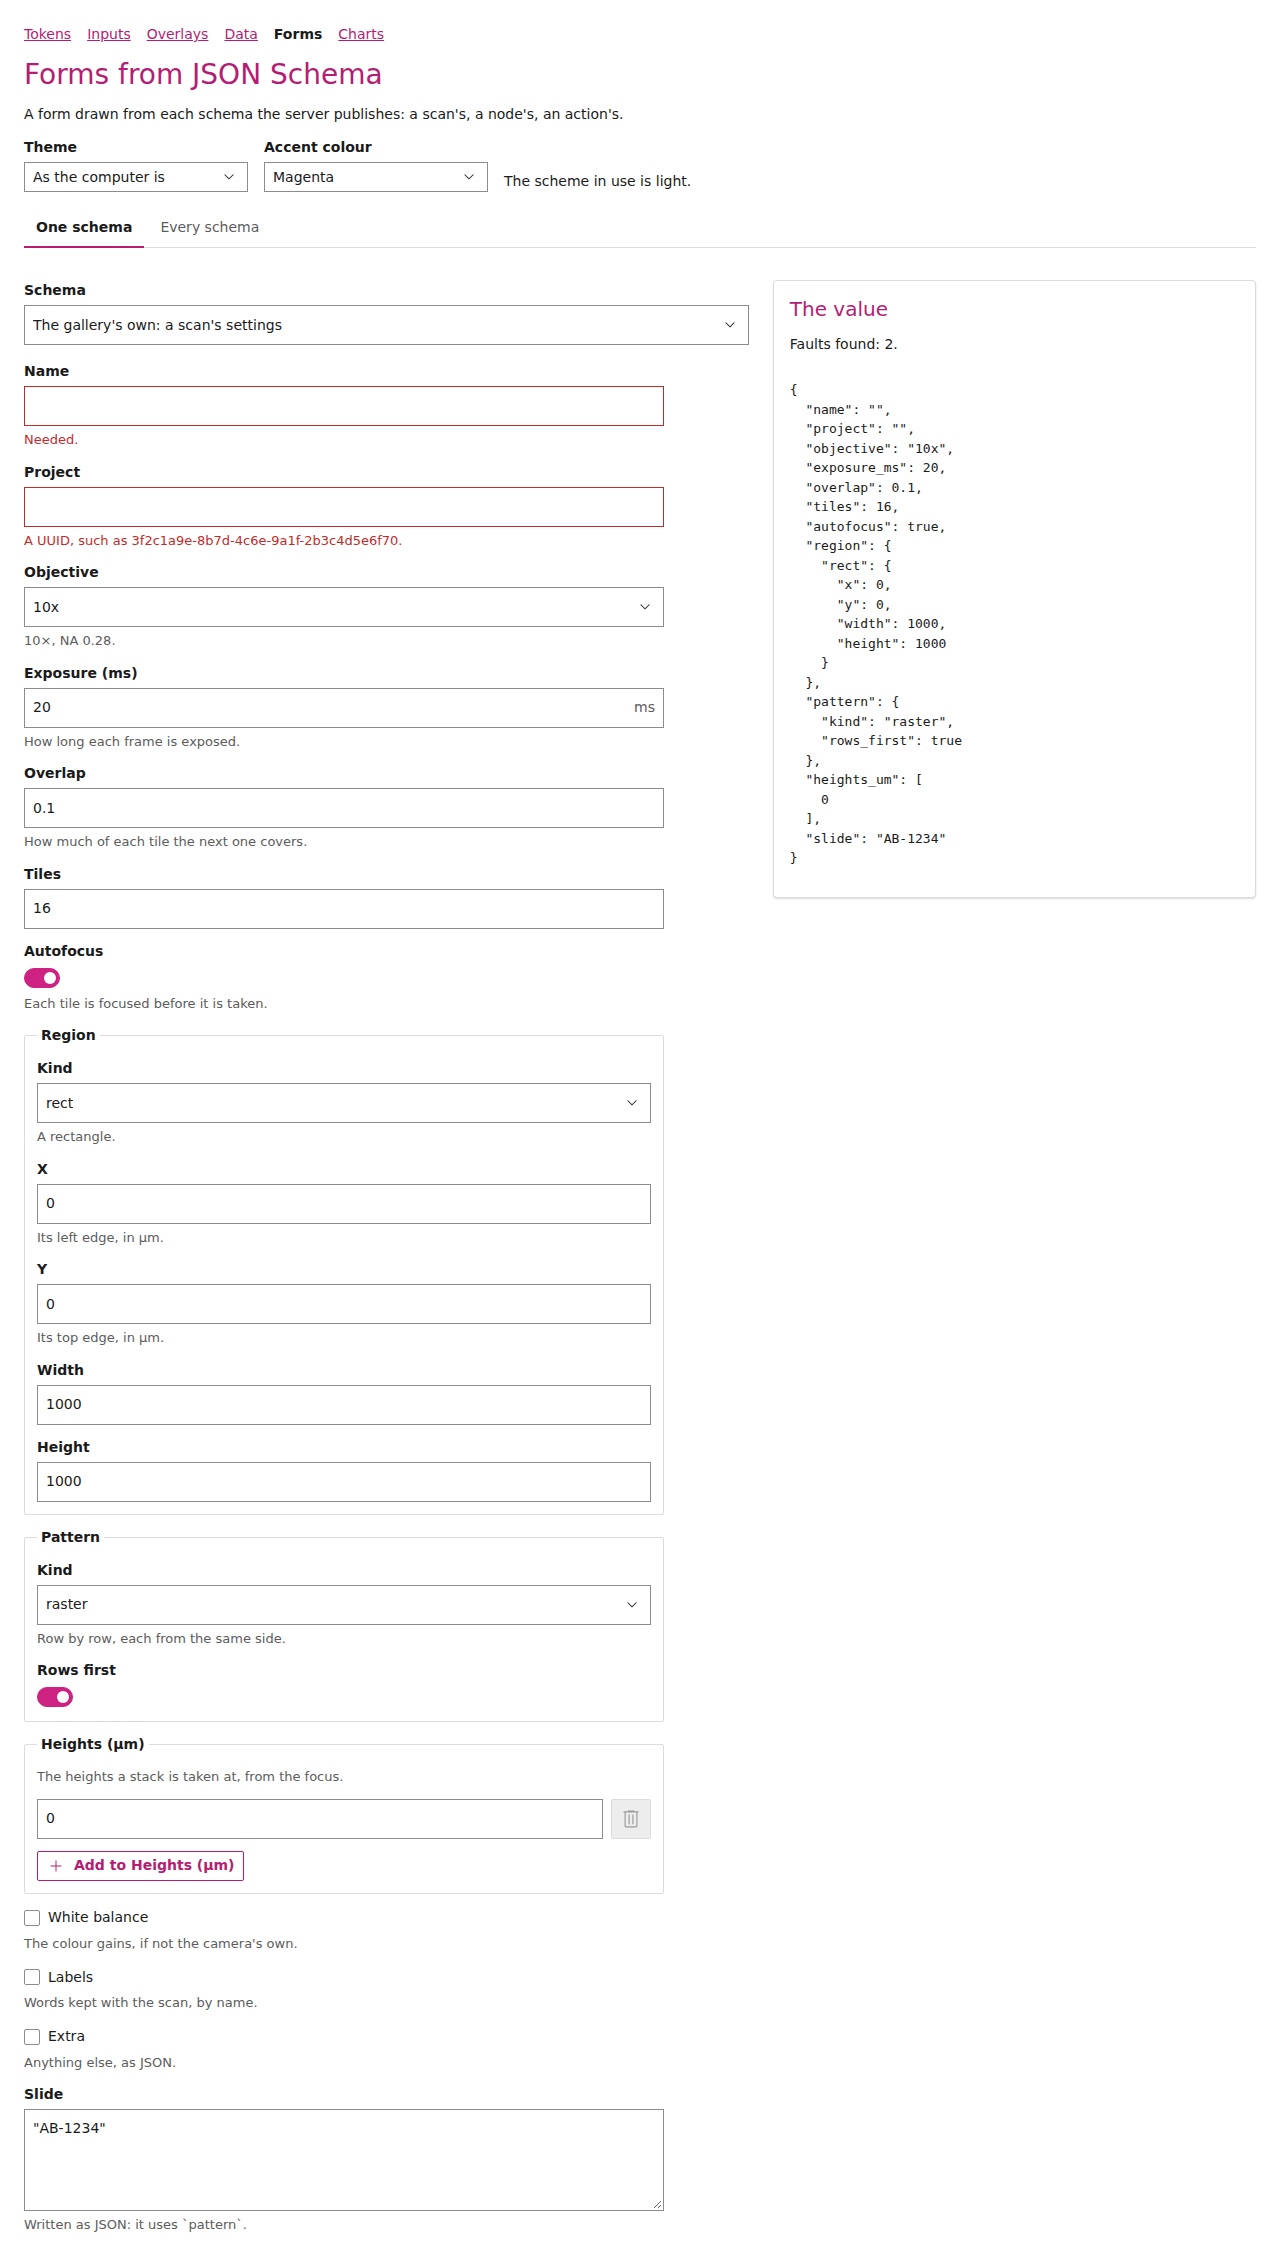 Tokens Inputs Overlays Data Forms Charts
Forms from JSON Schema
A form drawn from each schema the server publishes: a scan's, a node's, an action's.
Theme
As the computer is
Accent colour
Magenta
The scheme in use is light.
One schema Every schema
Schema
The gallery's own: a scan's settings
Name
Needed.
Project
A UUID, such as 3f2c1a9e-8b7d-4c6e-9a1f-2b3c4d5e6f70.
Objective
10x
10×, NA 0.28.
Exposure (ms)
20 ms
How long each frame is exposed.
Overlap
0.1
How much of each tile the next one covers.
Tiles
16
Autofocus
Each tile is focused before it is taken.
Region
Kind
rect
A rectangle.
X
0
Its left edge, in µm.
Y
0
Its top edge, in µm.
Width
1000
Height
1000
Pattern
Kind
raster
Row by row, each from the same side.
Rows first
Heights (µm)
The heights a stack is taken at, from the focus.
0
Add to Heights (µm)
White balance
The colour gains, if not the camera's own.
Labels
Words kept with the scan, by name.
Extra
Anything else, as JSON.
Slide
"AB-1234"
Written as JSON: it uses `pattern`.
The value
Faults found: 2.
{
"name": "",
"project": "",
"objective": "10x",
"exposure_ms": 20,
"overlap": 0.1,
"tiles": 16,
"autofocus": true,
"region": {
"rect": {
"x": 0,
"y": 0,
"width": 1000,
"height": 1000
}
},
"pattern": {
"kind": "raster",
"rows_first": true
},
"heights_um": [
0
],
"slide": "AB-1234"
}